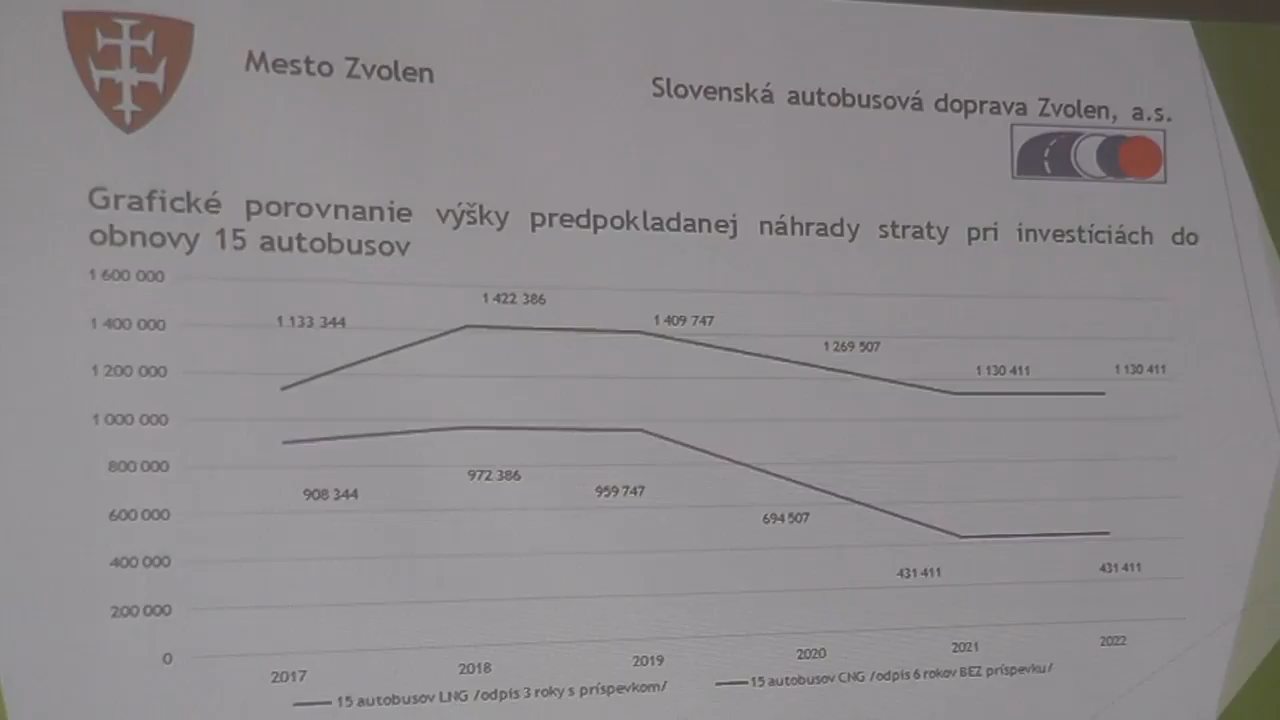 Mesto Zvolen
Slovenská autobusová doprava Zvolen, a.s.
Grafické porovnanie výšky predpokladanej náhrady straty pri investíciách do
obnovy 15 autobusov
1 600 000
1 422 386
1 400 000
1 133 344
1 409 747
1 269 507
1 200 000
1 130 411
1 130 411
1 000 000
800 000
972 386
908 344
959 747
600 000
694 507
400 000
431 411
431 411
200 000
0
2017
2018
2019
2020
2021
2022
15 autobusov LNG /odpis 3 roky s príspevkom/
15 autobusov CNG /odpis 6 rokov BEZ príspevku/